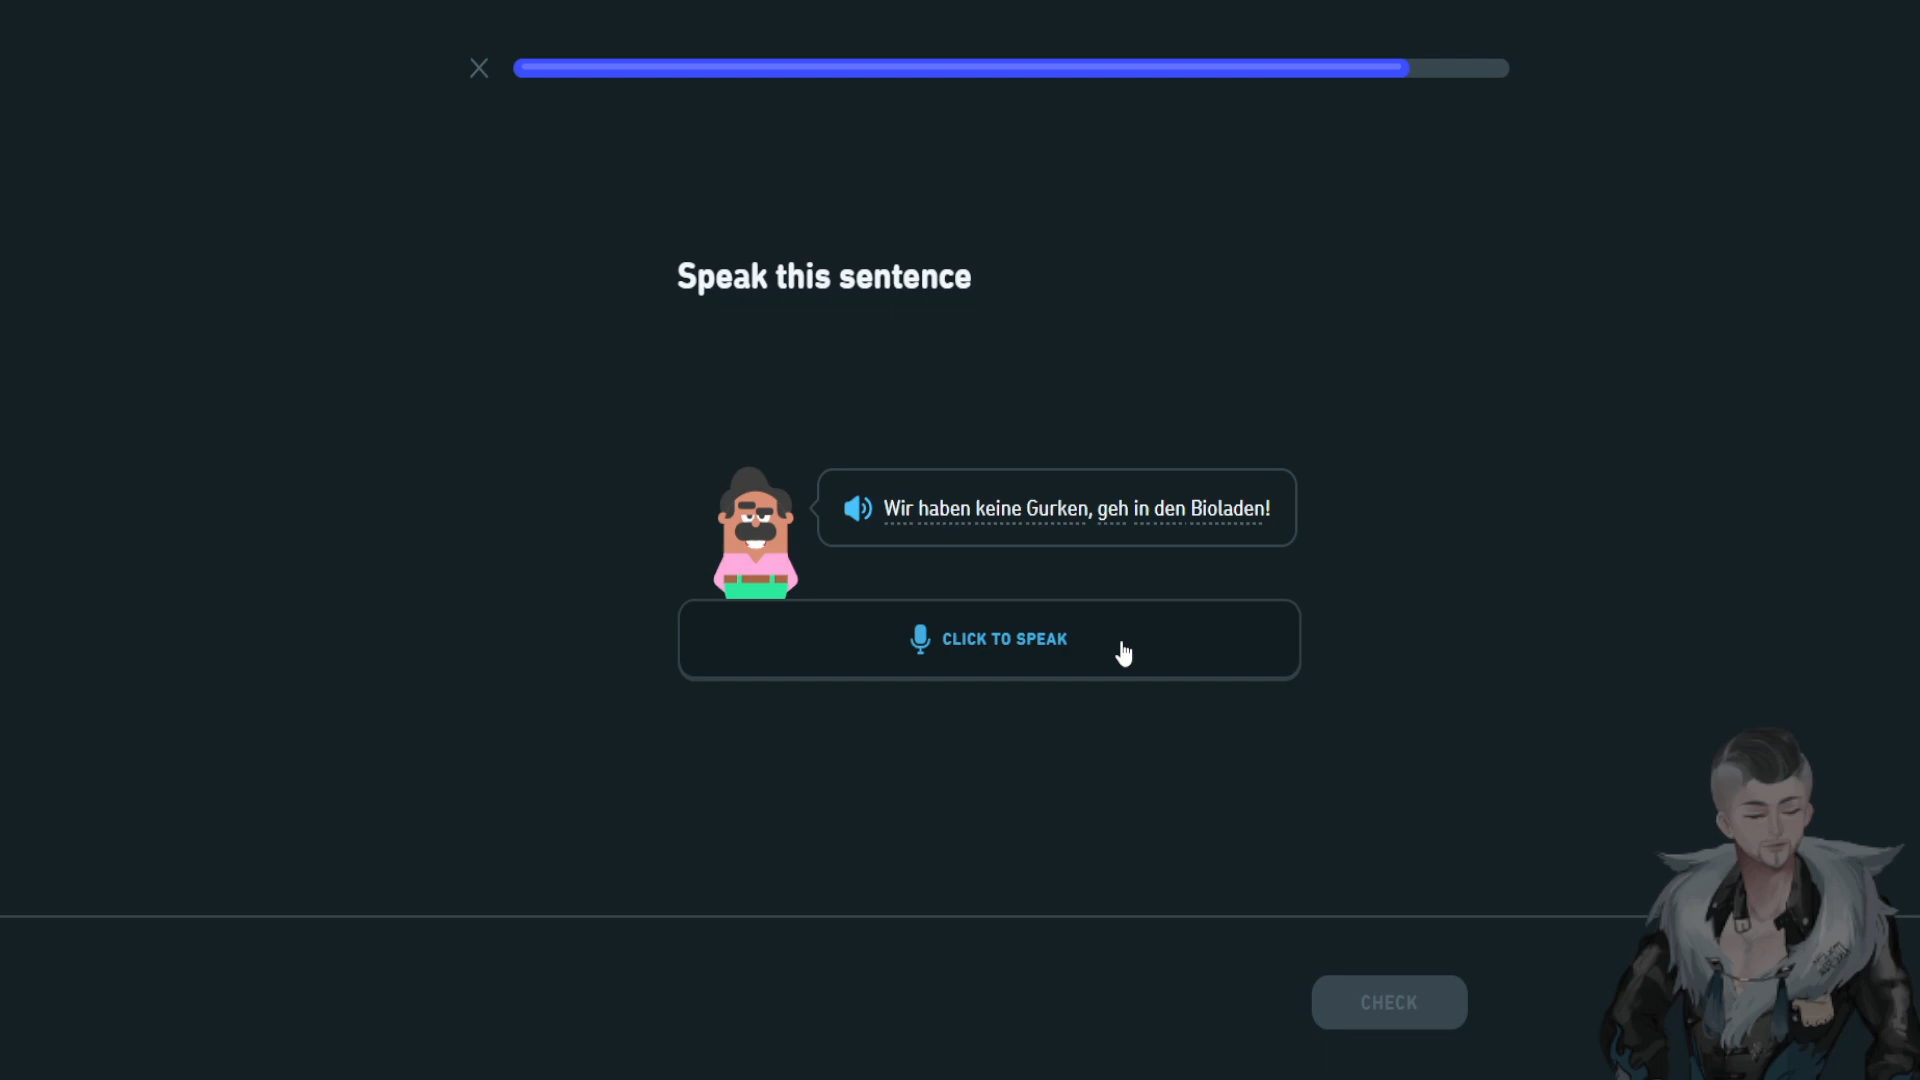 Speak this sentence
Wir haben keine Gurken, geh in den Bioladen!
CLICK TO SPEAK
CHECK